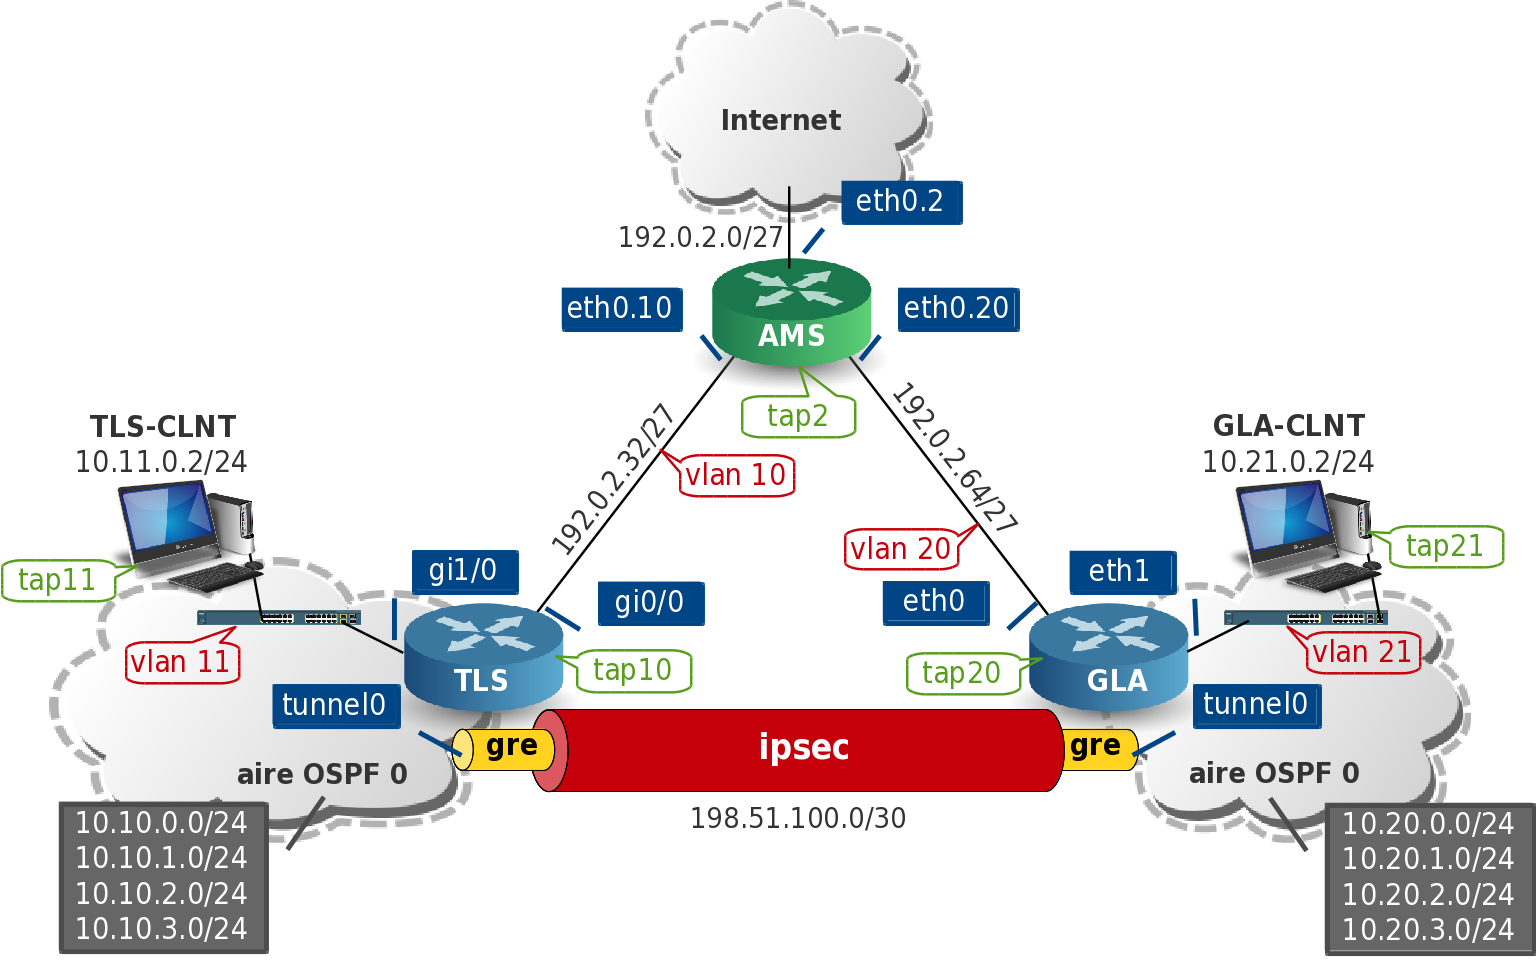 Internet
eth0.2
192.0.2.0/27
eth0.10
eth0.20
AMS
tap2
192.0.2.32/27
vlan 10
192.0.2.64/27
vlan 20
TLS-CLNT
10.11.0.2/24
tap11
vlan 11
gi1/0
gi0/0
TLS
tap10
tunnel0
GLA-CLNT
10.21.0.2/24
tap21
vlan 21
eth0
eth1
GLA
tap20
tunnel0
gre
ipsec
gre
198.51.100.0/30
aire OSPF 0
10.10.0.0/24
10.10.1.0/24
10.10.2.0/24
10.10.3.0/24
aire OSPF 0
10.20.0.0/24
10.20.1.0/24
10.20.2.0/24
10.20.3.0/24